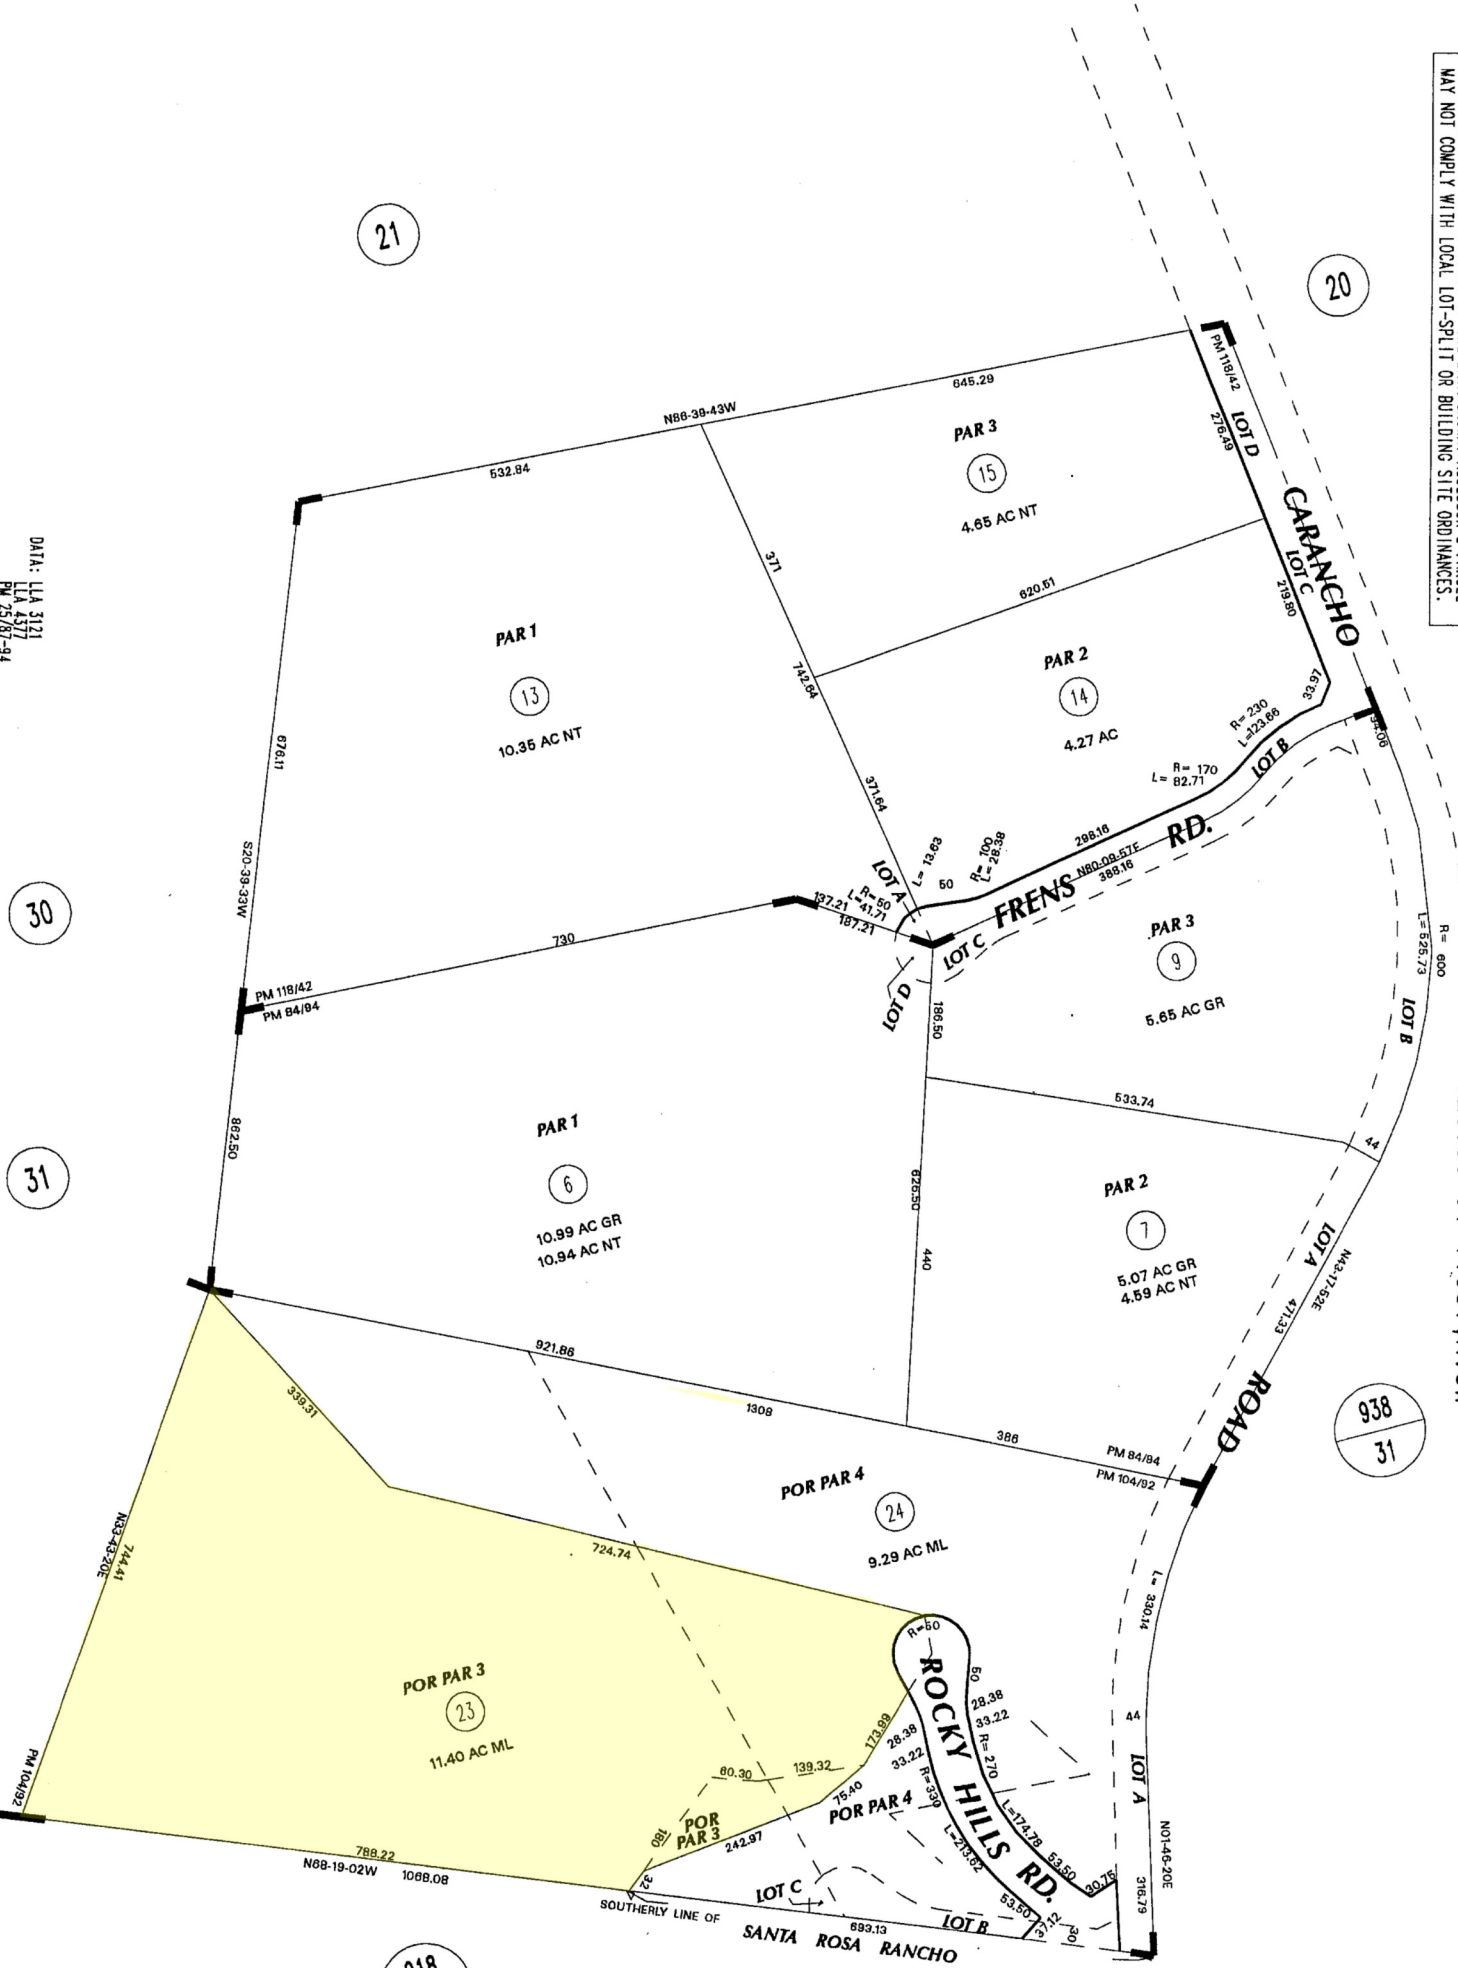 MAY NOT COMPLY WITH LOCAL LOT-SPLIT OR BUILDING SITE ORDINANCES.
21
20
PM 118/42
LOT D
276.49
645.29
N86-39-43W
532.84
PAR 3
15
4.65 AC NT
CARANCHO
LOT C
219.80
371
620.51
DATA: LLA 3121
LLA 4377
PM 25/87-94
PAR 1
13
10.35 AC NT
742.64
PAR 2
14
4.27 AC
33.97
R= 230
L=123.66
LOT B
94.06
R= 170
L= 82.71
676.11
371.64
298.16
RD.
N80-09-57E
388.16
FRENS
L= 13.63
R= 100
L= 28.38
50
LOT A
R=50
L=41.71
137.21
187.21
S20-39-33W
30
730
LOT C
LOT D
PAR 3
9
5.65 AC GR
R= 600
L= 525.73
LOT B
PM 118/42
PM 84/94
186.50
533.74
44
862.50
31
PAR 1
6
10.99 AC GR
10.94 AC NT
626.50
440
PAR 2
7
5.07 AC GR
4.59 AC NT
LOT A
N43-17-52E
471.33
921.86
1308
386
ROAD
938
31
PM 84/94
PM 104/92
339.31
POR PAR 4
24
9.29 AC ML
724.74
N33-43-20E
744.41
L= 330.14
R=50
ROCKY HILLS RD.
50
28.38
33.22
R= 270
L=174.78
53.50
30.75
POR PAR 3
23
11.40 AC ML
173.99
28.38
33.22
R=330
L=213.62
53.50
37.12
30
44
LOT A
N01-46-20E
316.79
PM 104/92
60.30
139.32
75.40
POR PAR 4
POR
PAR 3
180
242.97
32
788.22
N68-19-02W
1068.08
LOT C
693.13
LOT B
SOUTHERLY LINE OF
SANTA ROSA RANCHO